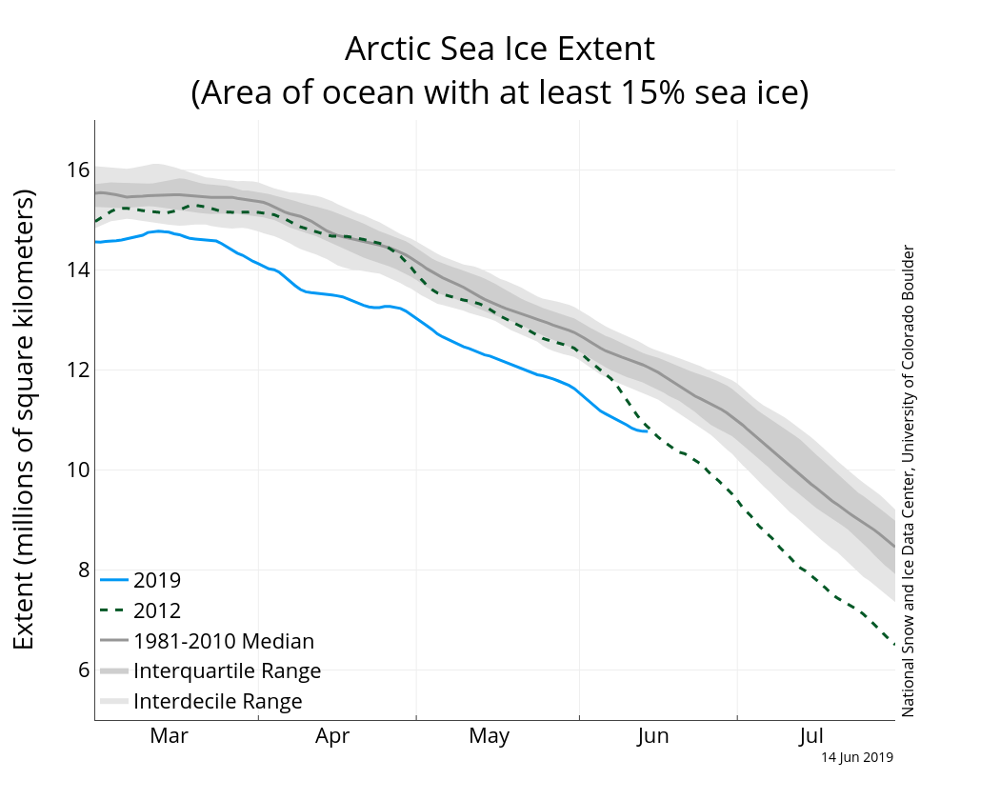 Arctic Sea Ice Extent
(Area of ocean with at least 15% sea ice)
Extent (millions of square kilometers)
16
14
12
10
8
6
2019
2012
1981-2010 Median
Interquartile Range
Interdecile Range
Mar
Apr
May
Jun
Jul
14 Jun 2019
National Snow and Ice Data Center, University of Colorado Boulder